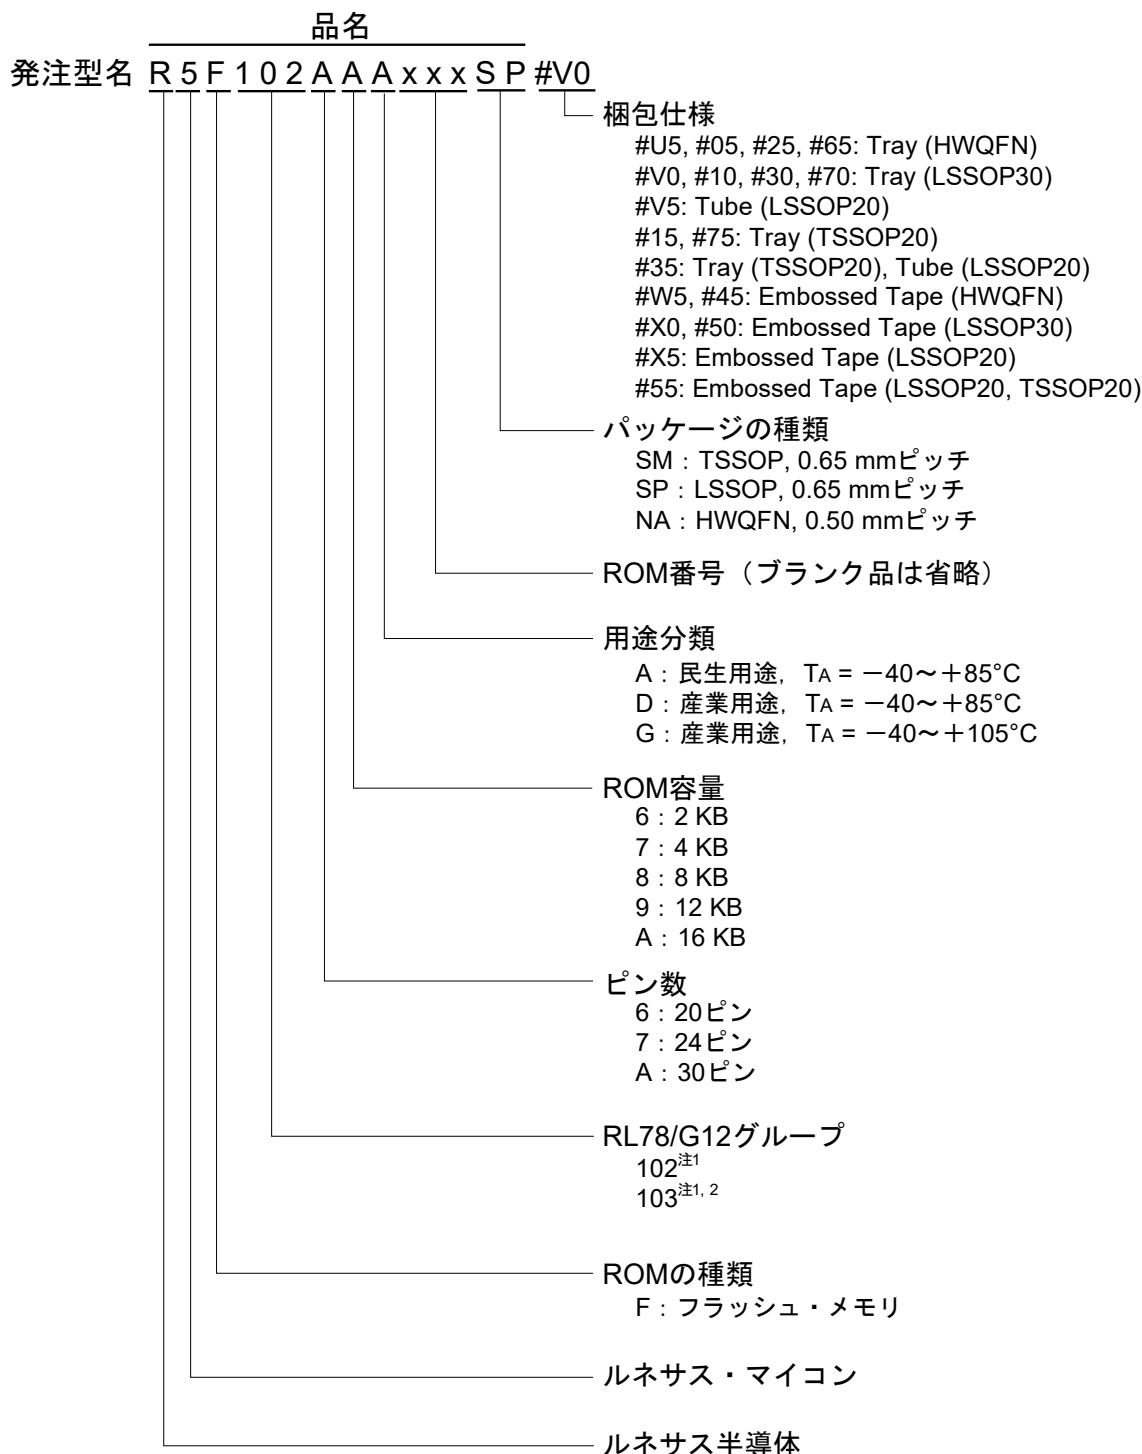 品名
発注型名 R 5 F 1 0 2 A A A x x x S P #V0
梱包仕様
#U5, #05, #25, #65: Tray (HWQFN)
#V0, #10, #30, #70: Tray (LSSOP30)
#V5: Tube (LSSOP20)
#15, #75: Tray (TSSOP20)
#35: Tray (TSSOP20), Tube (LSSOP20)
#W5, #45: Embossed Tape (HWQFN)
#X0, #50: Embossed Tape (LSSOP30)
#X5: Embossed Tape (LSSOP20)
#55: Embossed Tape (LSSOP20, TSSOP20)
パッケージの種類
SM：TSSOP, 0.65 mmピッチ
SP：LSSOP, 0.65 mmピッチ
NA：HWQFN, 0.50 mmピッチ
ROM番号（ブランク品は省略）
用途分類
A：民生用途, TA = −40～＋85°C
D：産業用途, TA = −40～＋85°C
G：産業用途, TA = −40～＋105°C
ROM容量
6：2 KB
7：4 KB
8：8 KB
9：12 KB
A：16 KB
ピン数
6：20ピン
7：24ピン
A：30ピン
RL78/G12グループ
102注1
103注1, 2
ROMの種類
F：フラッシュ・メモリ
ルネサス・マイコン
ルネサス半導体